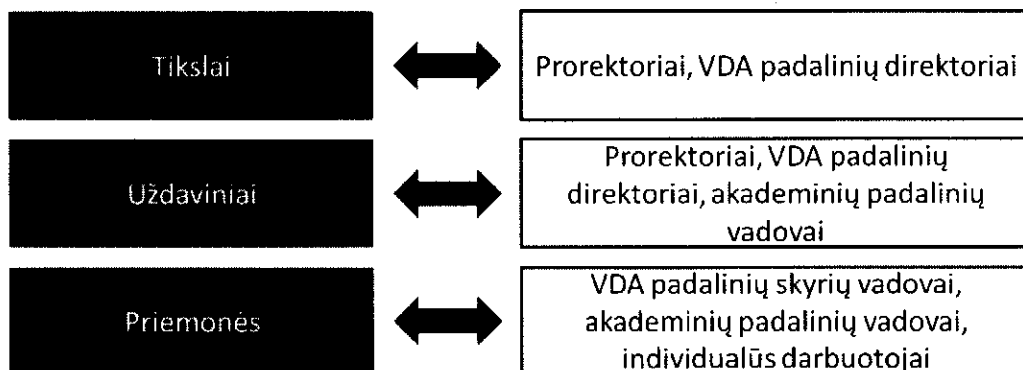 Tikslai
Prorektoriai, VDA padalinių direktoriai
Uždaviniai
Prorektoriai, VDA padalinių
direktoriai, akademinių padalinių
vadovai
Priemonės
VDA padalinių skyrių vadovai,
akademinių padalinių vadovai,
individualūs darbuotojai